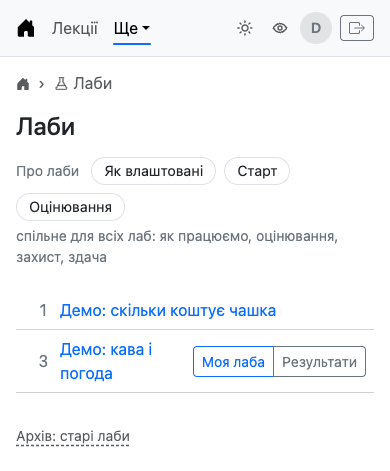 Лекції Ще D
Лаби
Лаби
Про лаби Як влаштовані Старт
Оцінювання
спільне для всіх лаб: як працюємо, оцінювання,
захист, здача
1 Демо: скільки коштує чашка
3 Демо: кава і
погода
Моя лаба Результати
Архів: старі лаби